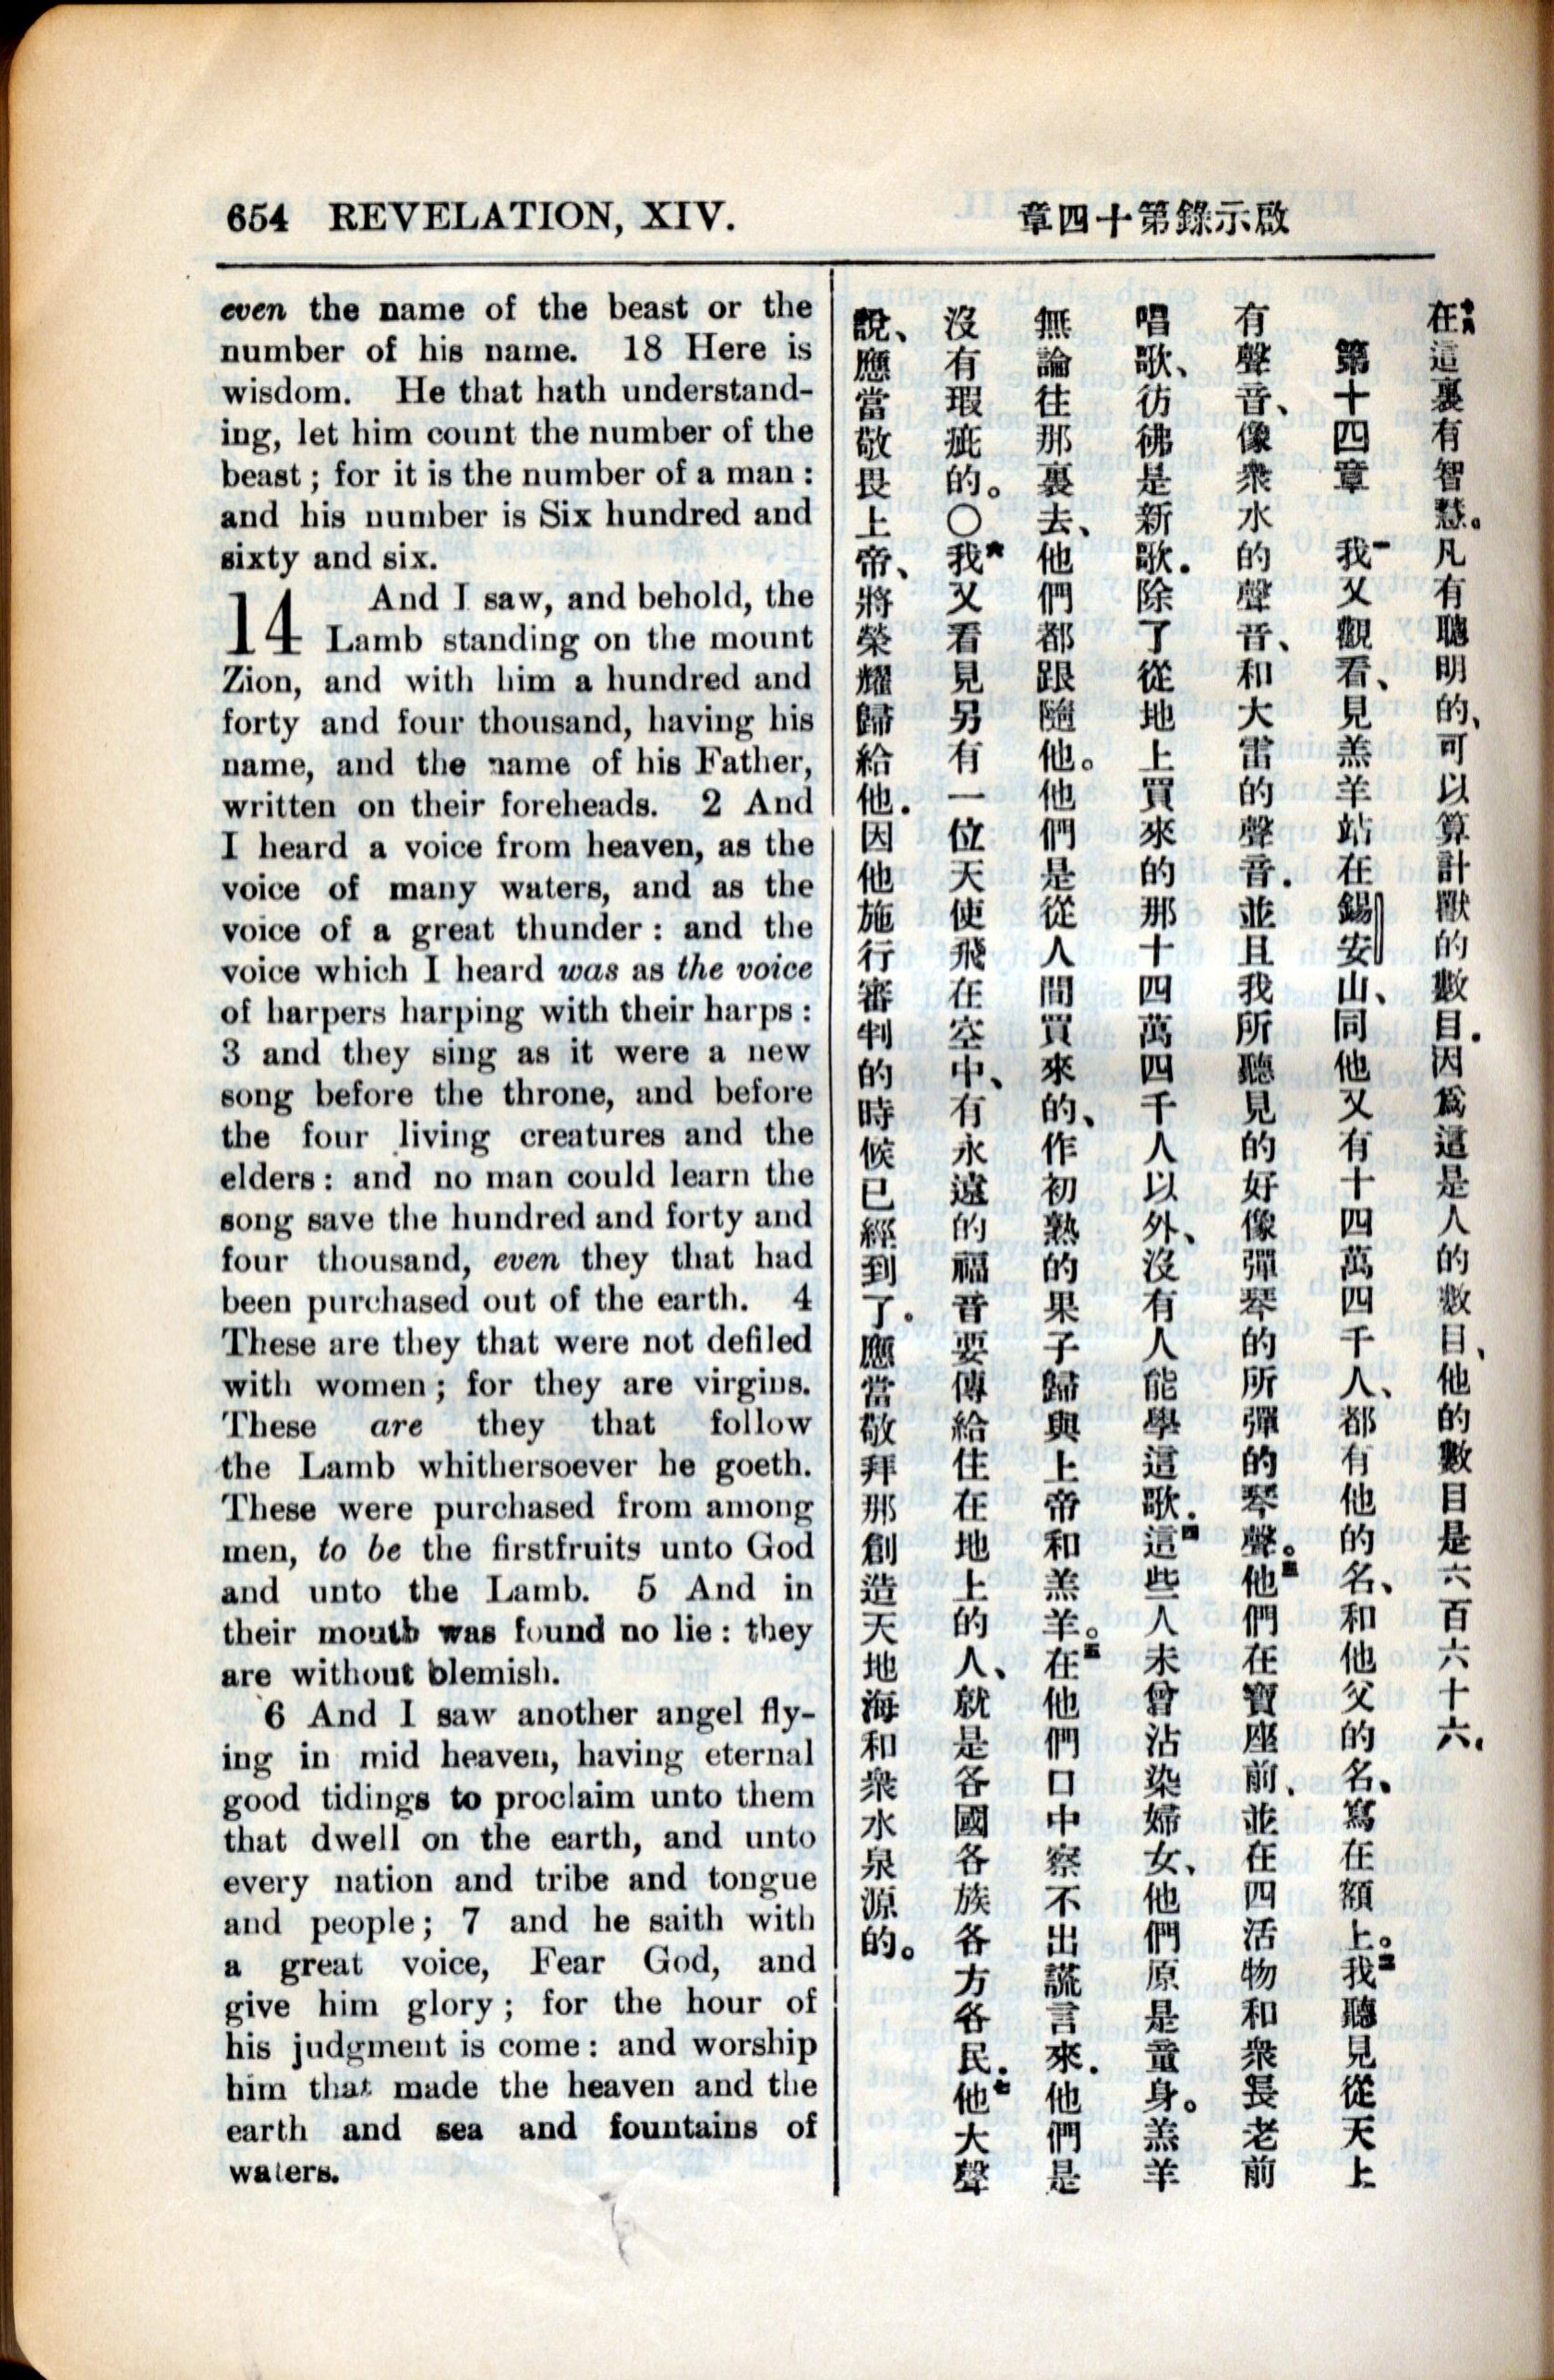 654 REVELATION, XIV.
章四十第錄示啟
even the name of the beast or the
number of his name. 18 Here is
wisdom. He that hath understand-
ing, let him count the number of the
beast; for it is the number of a man:
and his number is Six hundred and
sixty and six.
14 And I saw, and behold, the
Lamb standing on the mount
Zion, and with him a hundred and
forty and four thousand, having his
name, and the name of his Father,
written on their foreheads. 2 And
I heard a voice from heaven, as the
voice of many waters, and as the
voice of a great thunder: and the
voice which I heard was as the voice
of harpers harping with their harps:
3 and they sing as it were a new
song before the throne, and before
the four living creatures and the
elders: and no man could learn the
song save the hundred and forty and
four thousand, even they that had
been purchased out of the earth. 4
These are they that were not defiled
with women; for they are virgins.
These are they that follow
the Lamb whithersoever he goeth.
These were purchased from among
men, to be the firstfruits unto God
and unto the Lamb. 5 And in
their mouth was found no lie: they
are without blemish.
6 And I saw another angel fly-
ing in mid heaven, having eternal
good tidings to proclaim unto them
that dwell on the earth, and unto
every nation and tribe and tongue
and people; 7 and he saith with
a great voice, Fear God, and
give him glory; for the hour of
his judgment is come: and worship
him that made the heaven and the
earth and sea and fountains of
waters.
在十八這裏有智慧。凡有聰明的、可以算計獸的數目．因爲這是人的數目、他的數目是六百六十六．
第十四章 我一又觀看、見羔羊站在錫安山、同他又有十四萬四千人、都有他的名、和他父的名、寫在額上。我二聽見從天上
有聲音、像衆水的聲音、和大雷的聲音．並且我所聽見的好像彈琴的所彈的琴聲。他三們在寶座前、並在四活物和衆長老前
唱歌、彷彿是新歌．除了從地上買來的那十四萬四千人以外、沒有人能學這歌．這四些人未曾沾染婦女、他們原是童身。羔羊
無論往那裏去、他們都跟隨他。他們是從人間買來的、作初熟的果子歸與上帝和羔羊。在五他們口中察不出謊言來．他們是
沒有瑕疵的。○我六又看見另有一位天使飛在空中、有永遠的福音要傳給住在地上的人、就是各國各族各方各民．他七大聲
說、應當敬畏上帝、將榮耀歸給他．因他施行審判的時候已經到了。應當敬拜那創造天地海和衆水泉源的。